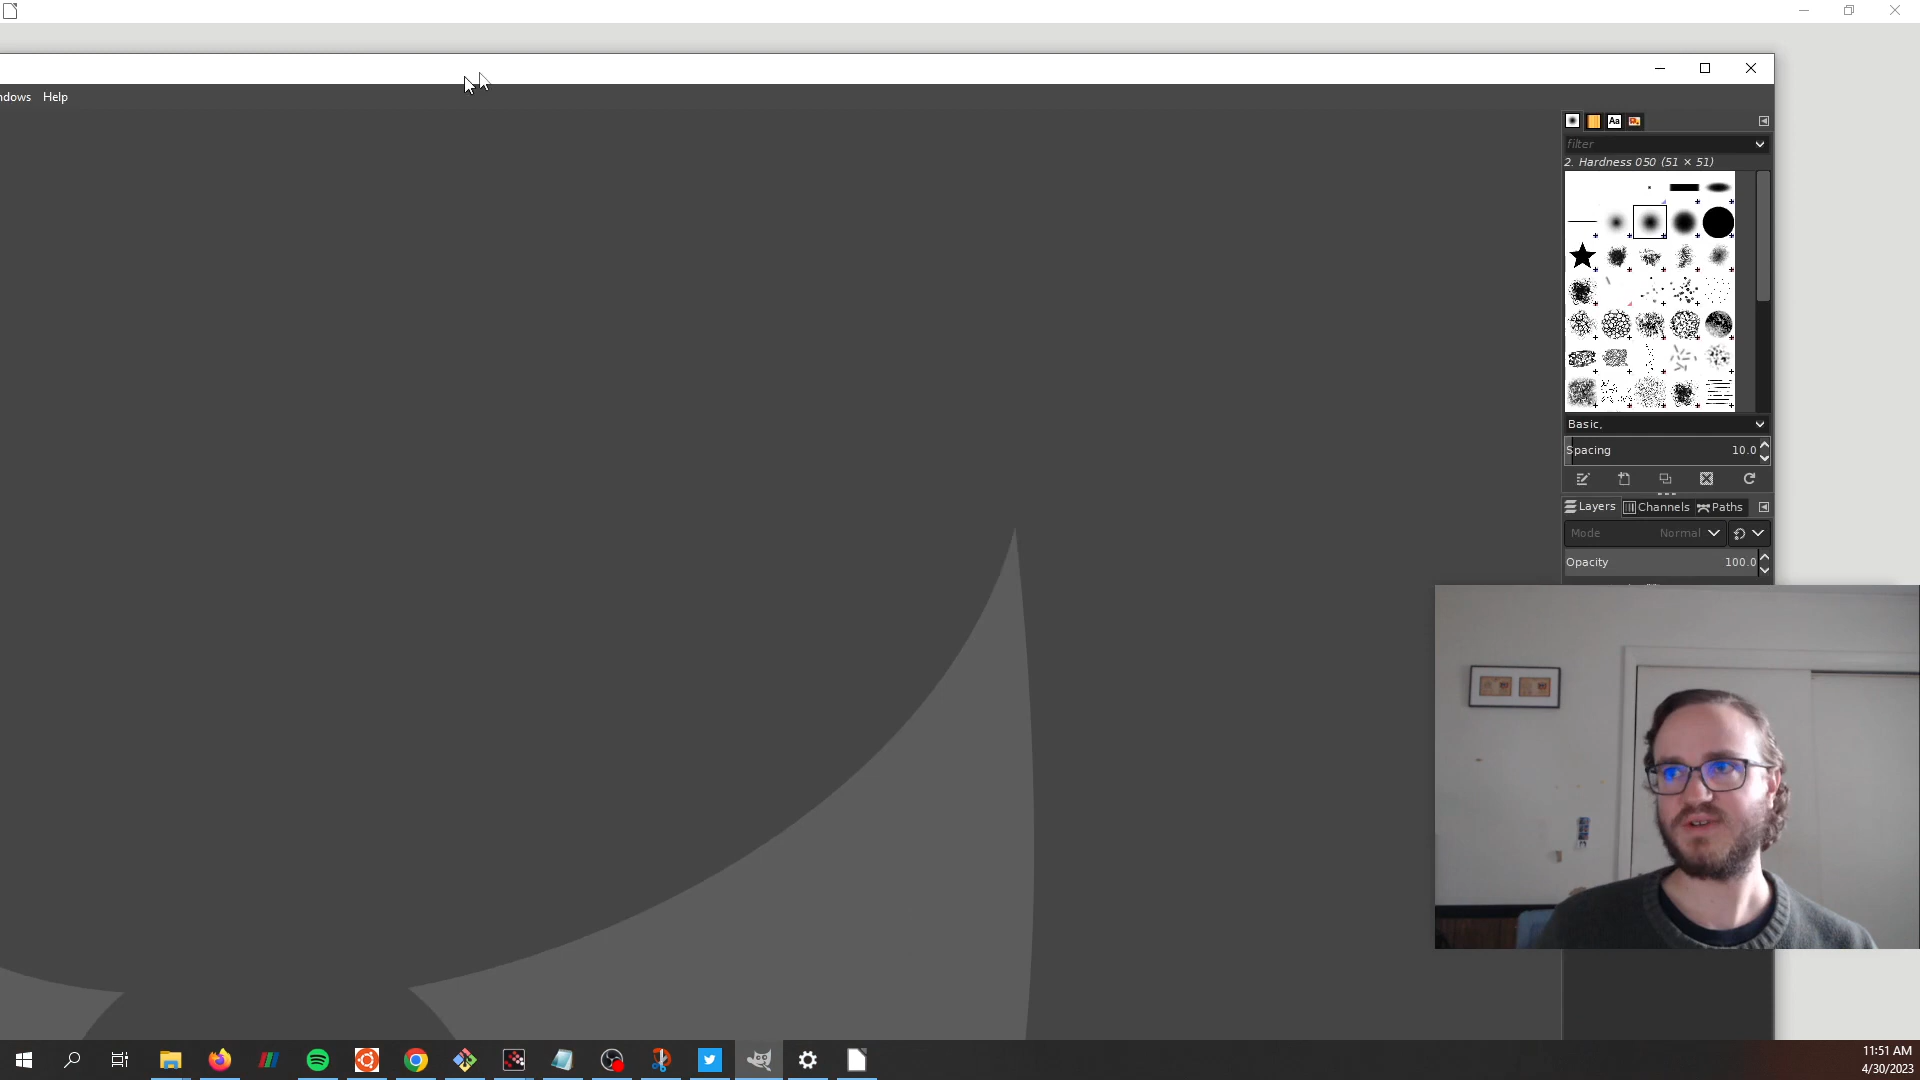 ndows Help
Aa
filter
2. Hardness 050 (51 × 51)
Basic,
Spacing 10.0
Layers Channels Paths
Mode Normal
Opacity 100.0
11:51 AM
4/30/2023